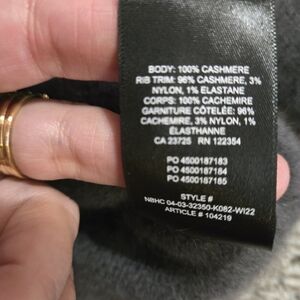 BODY: 100% CASHMERE
RIB TRIM: 96% CASHMERE, 3%
NYLON, 1% ELASTANE
CORPS: 100% CACHEMIRE
GARNITURE CÔTELÉE: 96%
CACHEMIRE, 3% NYLON, 1%
ÉLASTHANNE
CA 23725 RN 122354
PO 4500187183
PO 4500187184
PO 4500187185
STYLE #
NBHC 04-03-32350-K082-WI22
ARTICLE # 104219